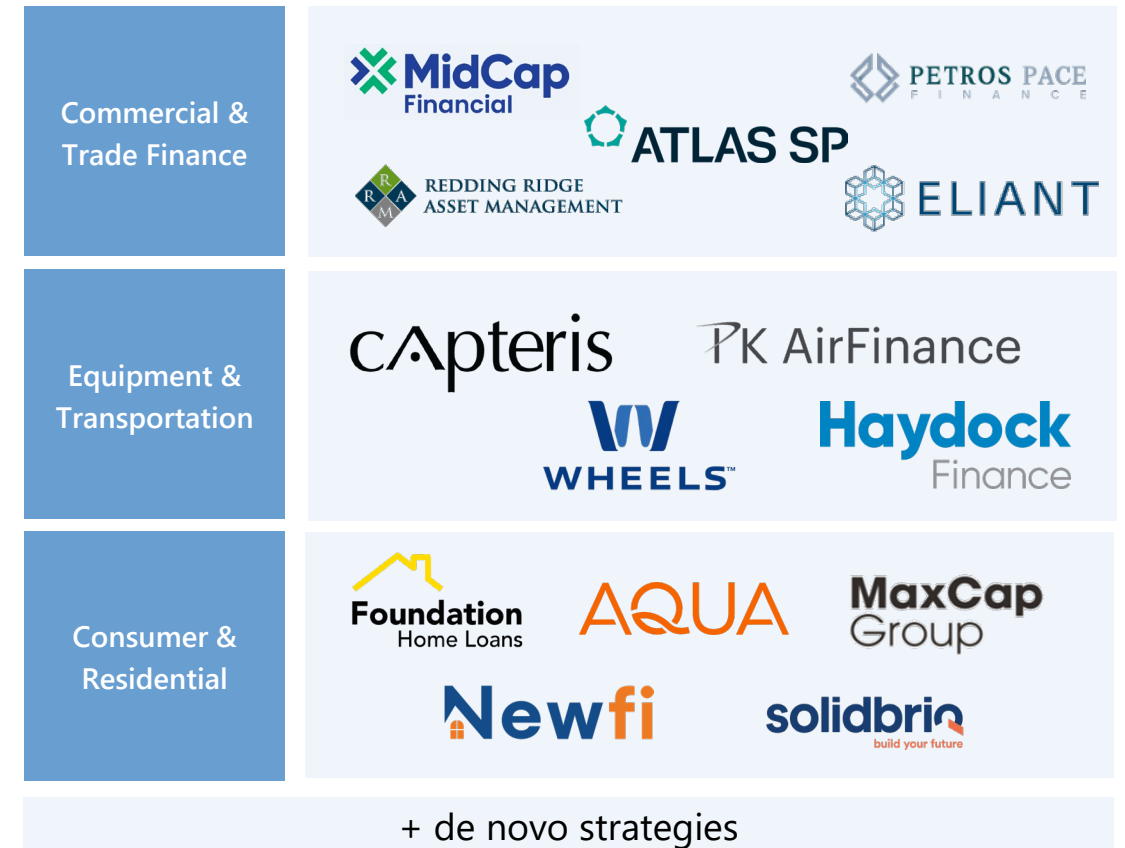 Commercial &
Trade Finance
MidCap
Financial
PETROS PACE
FINANCE
ATLAS SP
R
R A
M
REDDING RIDGE
ASSET MANAGEMENT
ELIANT
Equipment &
Transportation
cApteris
PK AirFinance
W
WHEELS™
Haydock
Finance
Consumer &
Residential
Foundation
Home Loans
AQUA
MaxCap
Group
Newfi
solidbriq
build your future
+ de novo strategies